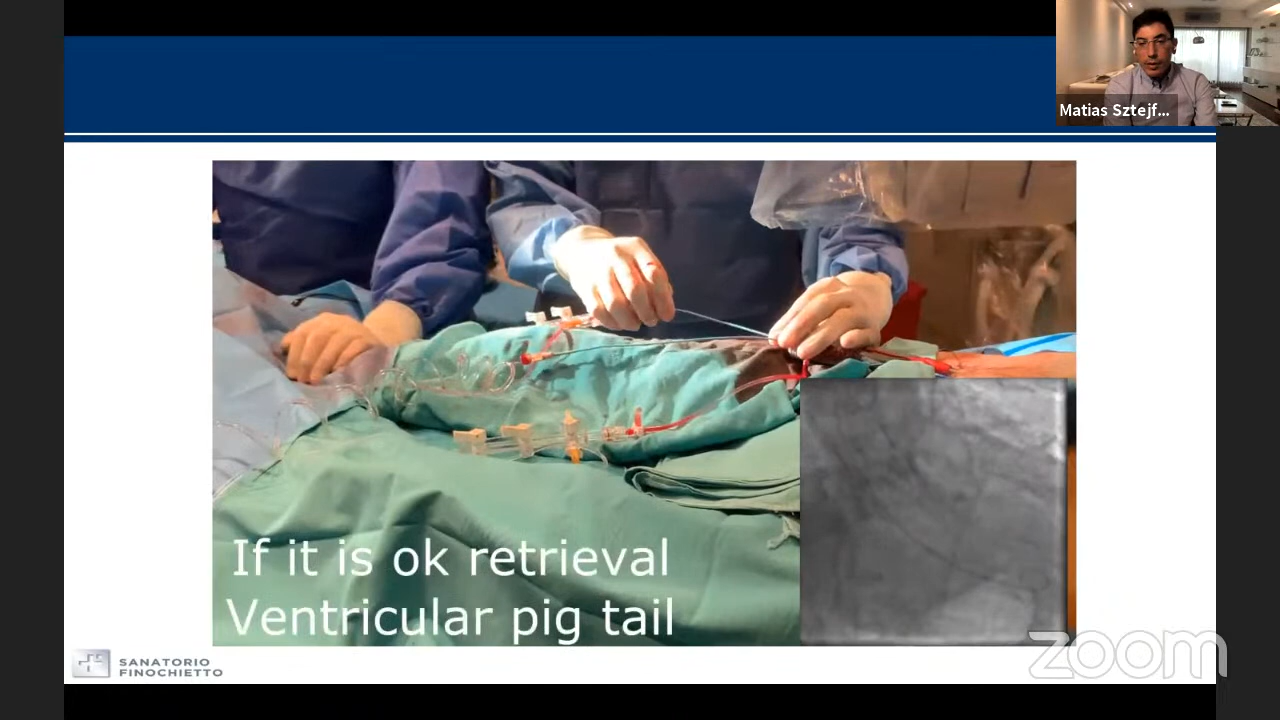 Matias Sztejf...
If it is ok retrieval
Ventricular pig tail
SANATORIO
FINOCHIETTO
zoom